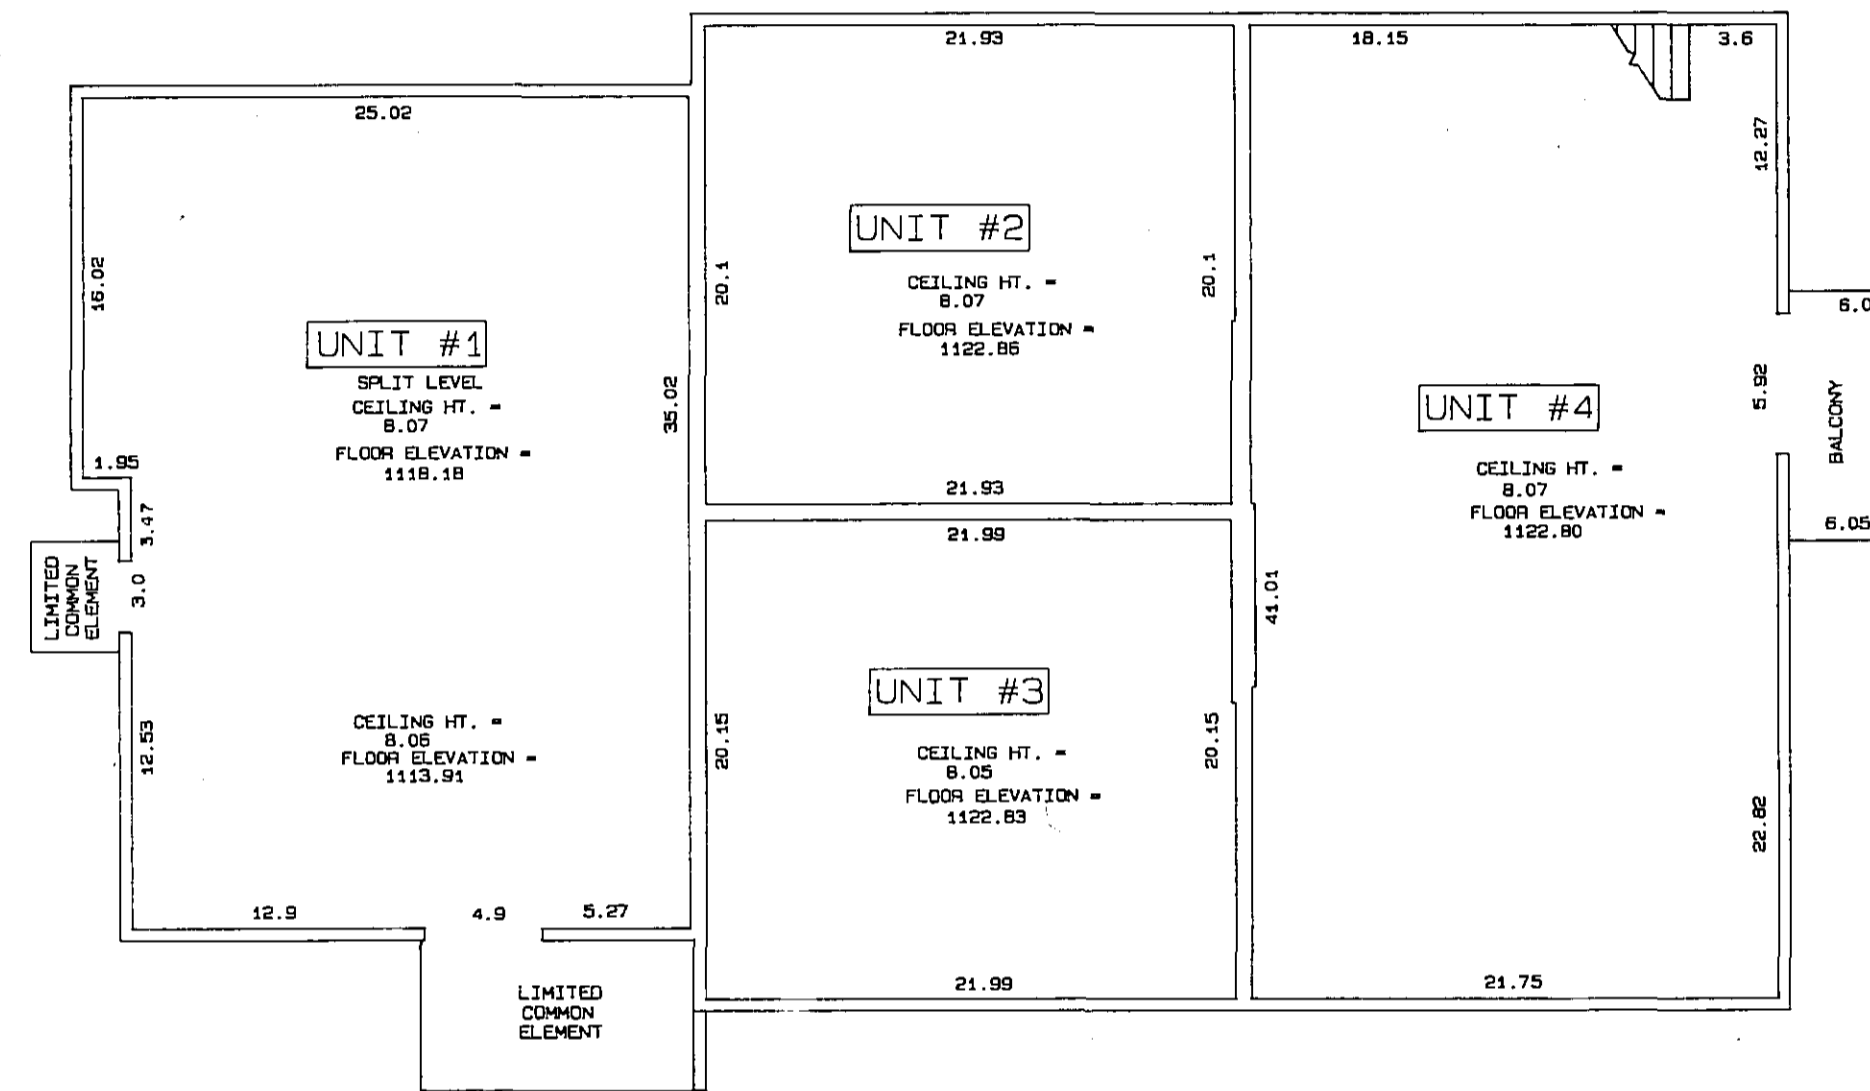 21.93
18.15
3.6
25.02
12.27
16.02
UNIT #2
20.1
20.1
CEILING HT. =
8.07
FLOOR ELEVATION =
1122.86
UNIT #1
SPLIT LEVEL
CEILING HT. =
8.07
FLOOR ELEVATION =
1118.18
35.02
1.95
3.47
LIMITED
COMMON
ELEMENT
3.0
12.53
CEILING HT. =
8.06
FLOOR ELEVATION =
1113.91
12.9
4.9
5.27
LIMITED
COMMON
ELEMENT
21.93
21.99
UNIT #3
20.15
20.15
CEILING HT. =
8.05
FLOOR ELEVATION =
1122.83
21.99
UNIT #4
CEILING HT. =
8.07
FLOOR ELEVATION =
1122.80
41.01
5.92
6.0
BALCONY
6.05
22.82
21.75